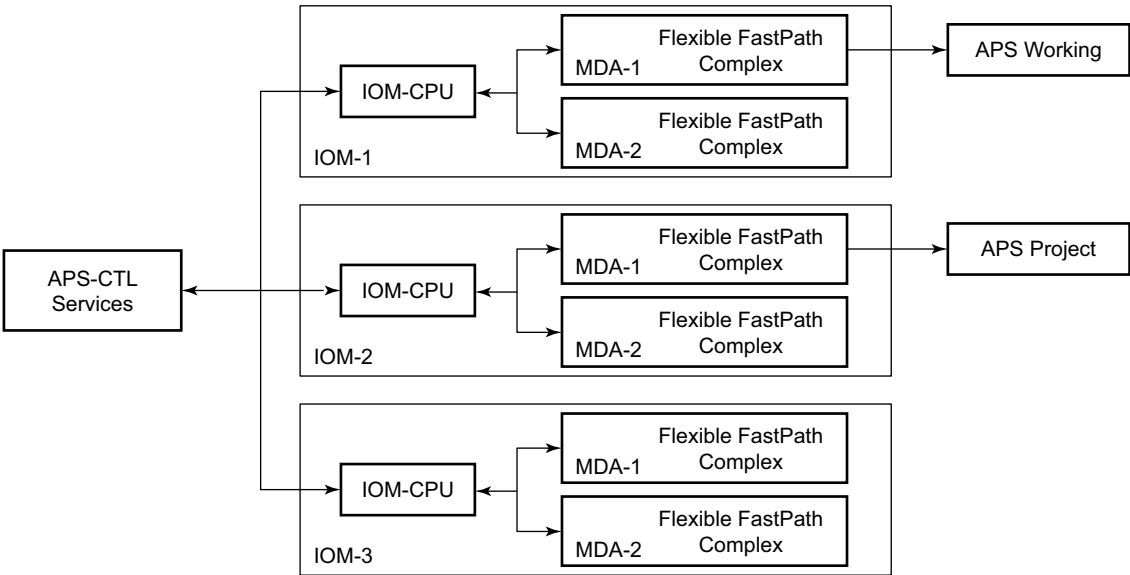 APS-CTL
Services
IOM-1
IOM-CPU
MDA-1
Flexible FastPath
Complex
MDA-2
Flexible FastPath
Complex
APS Working
IOM-2
IOM-CPU
MDA-1
Flexible FastPath
Complex
MDA-2
Flexible FastPath
Complex
APS Project
IOM-3
IOM-CPU
MDA-1
Flexible FastPath
Complex
MDA-2
Flexible FastPath
Complex